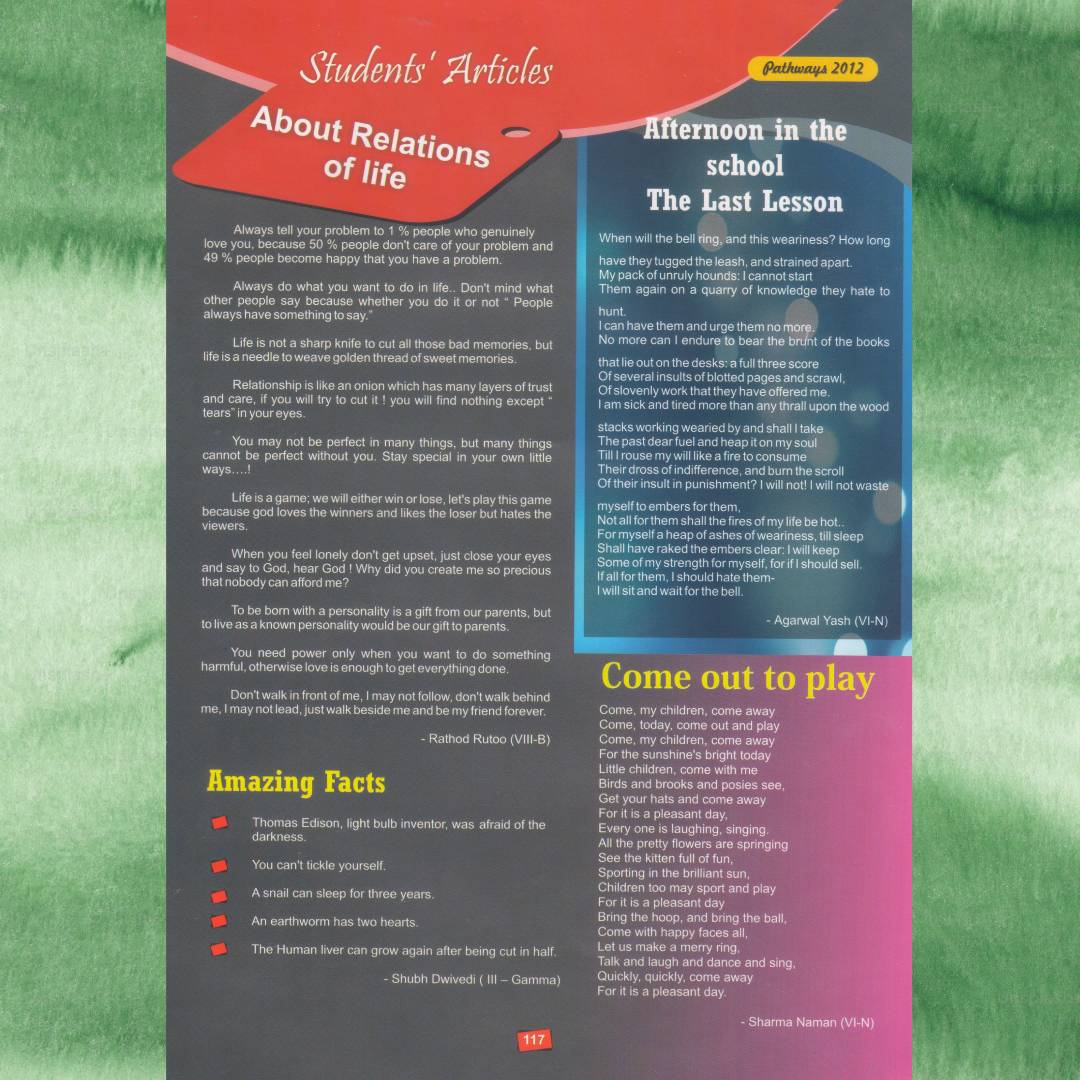 Students' Articles
Pathways 2012
About Relations
of life
Always tell your problem to 1 % people who genuinely
love you, because 50 % people don't care of your problem and
49 % people become happy that you have a problem.
Always do what you want to do in life.. Don't mind what
other people say because whether you do it or not “ People
always have something to say.”
Life is not a sharp knife to cut all those bad memories, but
life is a needle to weave golden thread of sweet memories.
Relationship is like an onion which has many layers of trust
and care, if you will try to cut it ! you will find nothing except “
tears” in your eyes.
You may not be perfect in many things, but many things
cannot be perfect without you. Stay special in your own little
ways....!
Life is a game; we will either win or lose, let's play this game
because god loves the winners and likes the loser but hates the
viewers.
When you feel lonely don't get upset, just close your eyes
and say to God, hear God ! Why did you create me so precious
that nobody can afford me?
To be born with a personality is a gift from our parents, but
to live as a known personality would be our gift to parents.
You need power only when you want to do something
harmful, otherwise love is enough to get everything done.
Don't walk in front of me, I may not follow, don't walk behind
me, I may not lead, just walk beside me and be my friend forever.
- Rathod Rutoo (VIII-B)
Amazing Facts
Thomas Edison, light bulb inventor, was afraid of the
darkness.
You can't tickle yourself.
A snail can sleep for three years.
An earthworm has two hearts.
The Human liver can grow again after being cut in half.
- Shubh Dwivedi ( III – Gamma)
Afternoon in the
school
The Last Lesson
When will the bell ring, and this weariness? How long
have they tugged the leash, and strained apart.
My pack of unruly hounds: I cannot start
Them again on a quarry of knowledge they hate to
hunt.
I can have them and urge them no more.
No more can I endure to bear the brunt of the books
that lie out on the desks: a full three score
Of several insults of blotted pages and scrawl,
Of slovenly work that they have offered me.
I am sick and tired more than any thrall upon the wood
stacks working wearied by and shall I take
The past dear fuel and heap it on my soul
Till I rouse my will like a fire to consume
Their dross of indifference, and burn the scroll
Of their insult in punishment? I will not! I will not waste
myself to embers for them,
Not all for them shall the fires of my life be hot..
For myself a heap of ashes of weariness, till sleep
Shall have raked the embers clear: I will keep
Some of my strength for myself, for if I should sell.
If all for them, I should hate them-
I will sit and wait for the bell.
- Agarwal Yash (VI-N)
Come out to play
Come, my children, come away
Come, today, come out and play
Come, my children, come away
For the sunshine's bright today
Little children, come with me
Birds and brooks and posies see,
Get your hats and come away
For it is a pleasant day,
Every one is laughing, singing.
All the pretty flowers are springing
See the kitten full of fun,
Sporting in the brilliant sun,
Children too may sport and play
For it is a pleasant day
Bring the hoop, and bring the ball,
Come with happy faces all,
Let us make a merry ring,
Talk and laugh and dance and sing,
Quickly, quickly, come away
For it is a pleasant day.
- Sharma Naman (VI-N)
117